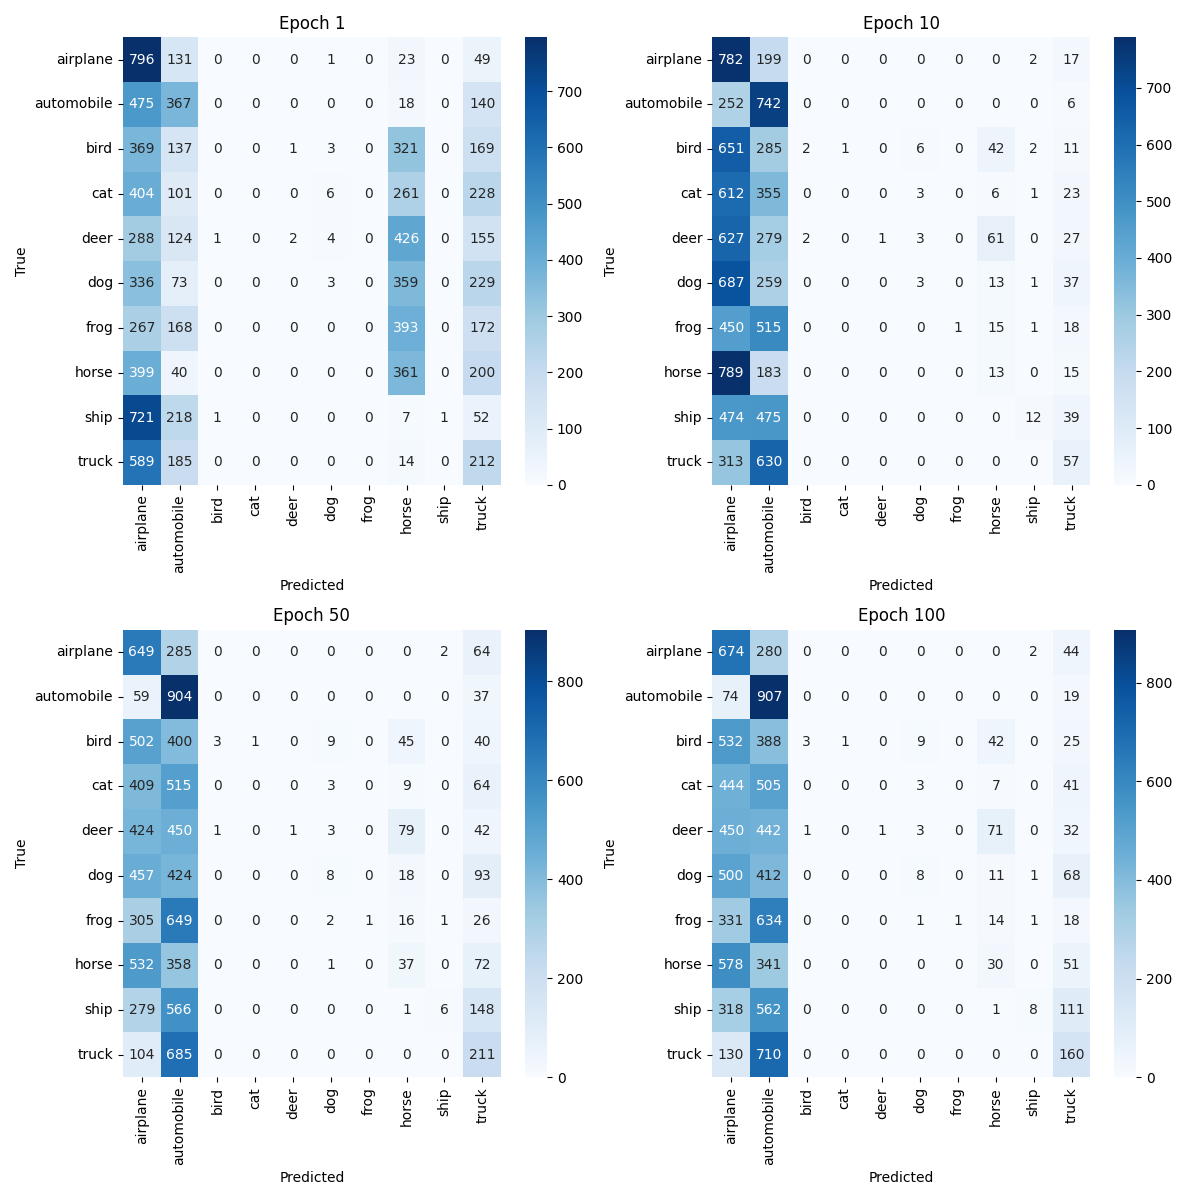 Epoch 1
airplane 796 131 0 0 0 1 0 23 0 49
automobile 475 367 0 0 0 0 0 18 0 140
bird 369 137 0 0 1 3 0 321 0 169
cat 404 101 0 0 0 6 0 261 0 228
deer 288 124 1 0 2 4 0 426 0 155
dog 336 73 0 0 0 3 0 359 0 229
frog 267 168 0 0 0 0 0 393 0 172
horse 399 40 0 0 0 0 0 361 0 200
ship 721 218 1 0 0 0 0 7 1 52
truck 589 185 0 0 0 0 0 14 0 212
airplane automobile bird cat deer dog frog horse ship truck
Predicted
True
700
600
500
400
300
200
100
0
Epoch 10
airplane 782 199 0 0 0 0 0 0 2 17
automobile 252 742 0 0 0 0 0 0 0 6
bird 651 285 2 1 0 6 0 42 2 11
cat 612 355 0 0 0 3 0 6 1 23
deer 627 279 2 0 1 3 0 61 0 27
dog 687 259 0 0 0 3 0 13 1 37
frog 450 515 0 0 0 0 1 15 1 18
horse 789 183 0 0 0 0 0 13 0 15
ship 474 475 0 0 0 0 0 0 12 39
truck 313 630 0 0 0 0 0 0 0 57
airplane automobile bird cat deer dog frog horse ship truck
Predicted
True
700
600
500
400
300
200
100
0
Epoch 50
airplane 649 285 0 0 0 0 0 0 2 64
automobile 59 904 0 0 0 0 0 0 0 37
bird 502 400 3 1 0 9 0 45 0 40
cat 409 515 0 0 0 3 0 9 0 64
deer 424 450 1 0 1 3 0 79 0 42
dog 457 424 0 0 0 8 0 18 0 93
frog 305 649 0 0 0 2 1 16 1 26
horse 532 358 0 0 0 1 0 37 0 72
ship 279 566 0 0 0 0 0 1 6 148
truck 104 685 0 0 0 0 0 0 0 211
airplane automobile bird cat deer dog frog horse ship truck
Predicted
True
800
600
400
200
0
Epoch 100
airplane 674 280 0 0 0 0 0 0 2 44
automobile 74 907 0 0 0 0 0 0 0 19
bird 532 388 3 1 0 9 0 42 0 25
cat 444 505 0 0 0 3 0 7 0 41
deer 450 442 1 0 1 3 0 71 0 32
dog 500 412 0 0 0 8 0 11 1 68
frog 331 634 0 0 0 1 1 14 1 18
horse 578 341 0 0 0 0 0 30 0 51
ship 318 562 0 0 0 0 0 1 8 111
truck 130 710 0 0 0 0 0 0 0 160
airplane automobile bird cat deer dog frog horse ship truck
Predicted
True
800
600
400
200
0